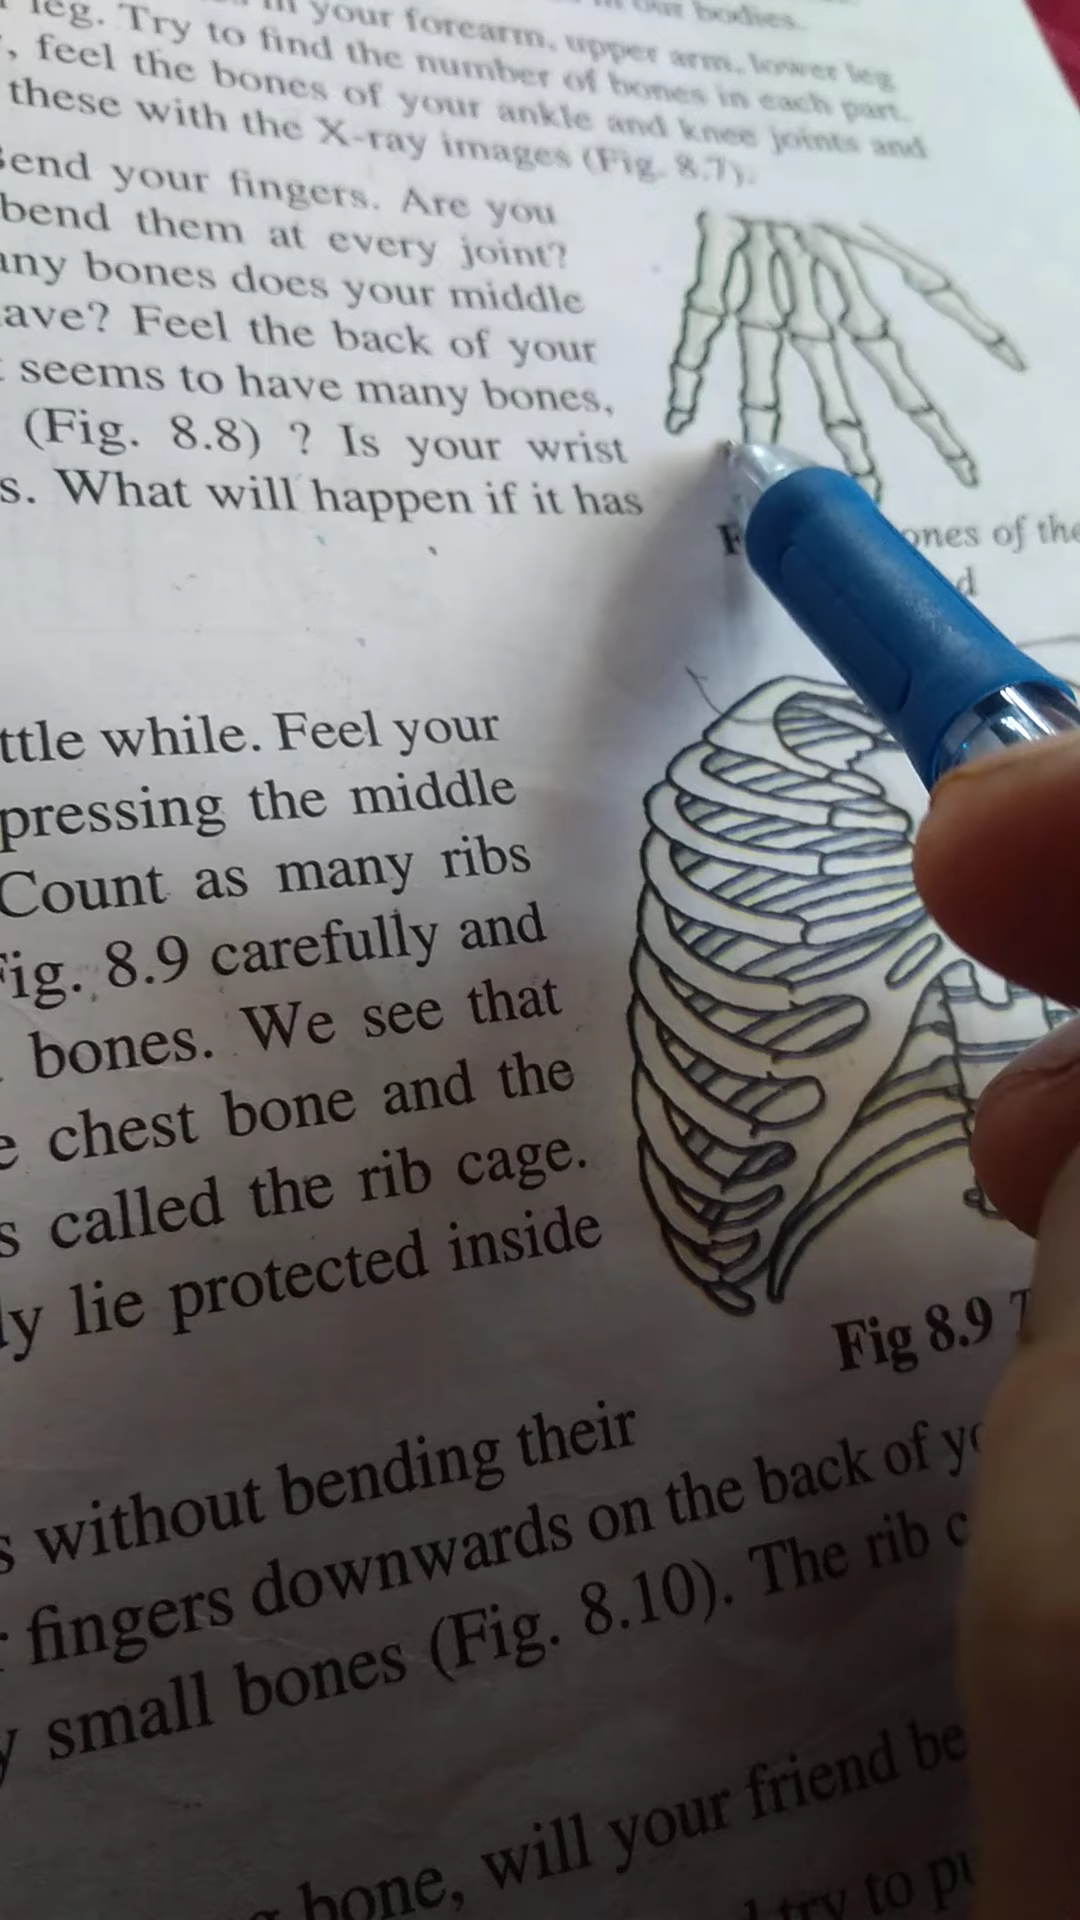 leg. Try to find the number of bones in each part.
your forearm, upper arm, lower leg
, feel the bones of your ankle and knee joints and
these with the X-ray images (Fig. 8.7).
end your fingers. Are you
bend them at every joint?
any bones does your middle
ave? Feel the back of your
seems to have many bones,
(Fig. 8.8) ? Is your wrist
s. What will happen if it has
F ones of the
d
ttle while. Feel your
pressing the middle
Count as many ribs
ig. 8.9 carefully and
bones. We see that
e chest bone and the
s called the rib cage.
ly lie protected inside
Fig 8.9 T
s without bending their
fingers downwards on the back of yo
y small bones (Fig. 8.10). The rib c
bone, will your friend be
try to pu